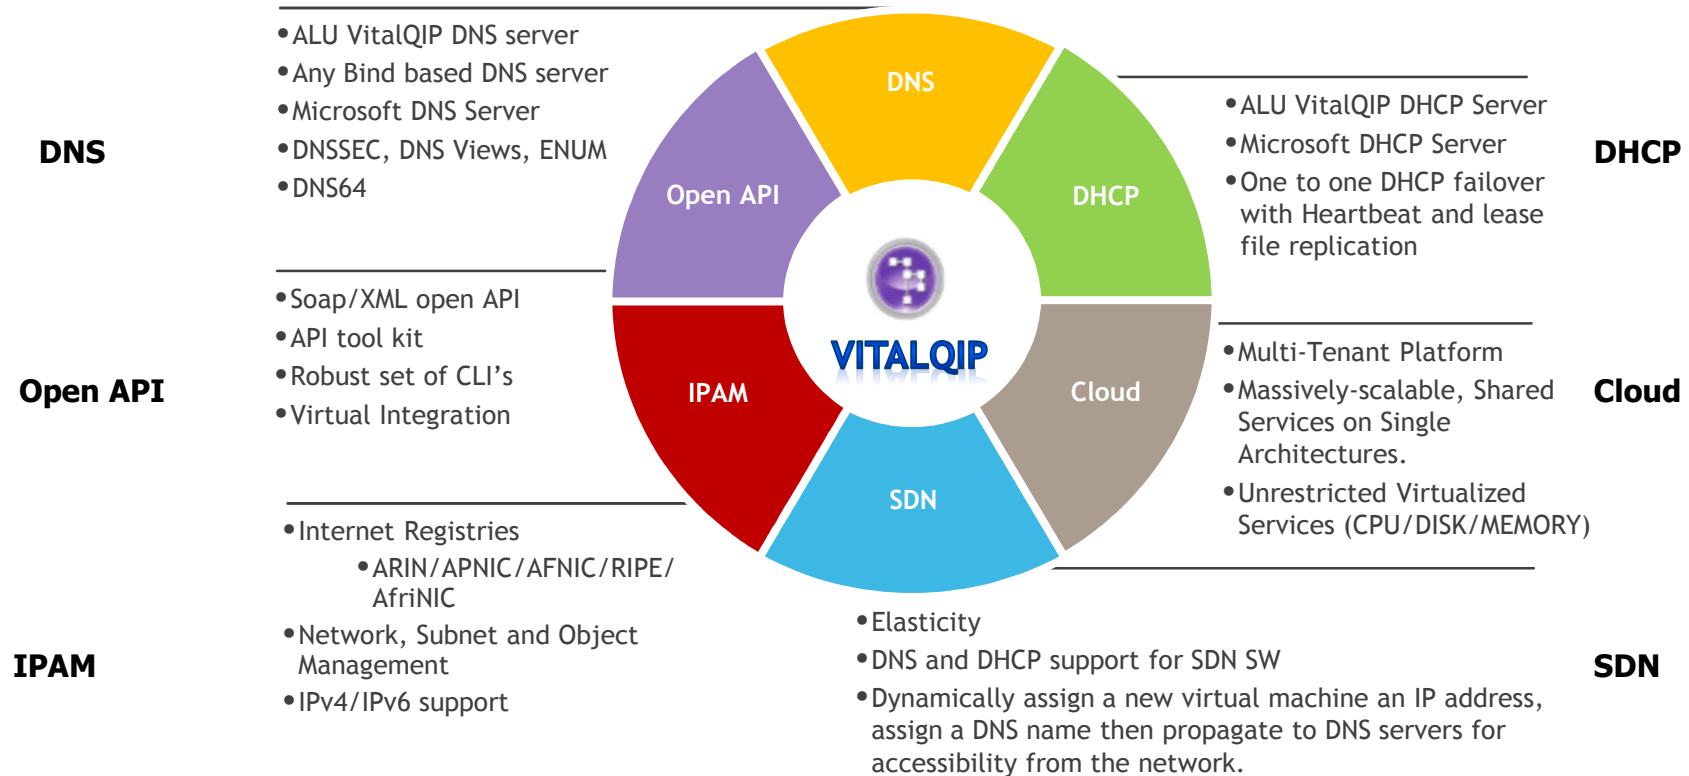 DNS
•ALU VitalQIP DNS server
•Any Bind based DNS server
•Microsoft DNS Server
•DNSSEC, DNS Views, ENUM
•DNS64
Open API
•Soap/XML open API
•API tool kit
•Robust set of CLI’s
•Virtual Integration
IPAM
•Internet Registries
•ARIN/APNIC/AFNIC/RIPE/
AfriNIC
•Network, Subnet and Object
Management
•IPv4/IPv6 support
DNS
Open API
DHCP
VITALQIP
IPAM
Cloud
SDN
DHCP
•ALU VitalQIP DHCP Server
•Microsoft DHCP Server
•One to one DHCP failover
with Heartbeat and lease
file replication
Cloud
•Multi-Tenant Platform
•Massively-scalable, Shared
Services on Single
Architectures.
•Unrestricted Virtualized
Services (CPU/DISK/MEMORY)
SDN
•Elasticity
•DNS and DHCP support for SDN SW
•Dynamically assign a new virtual machine an IP address,
assign a DNS name then propagate to DNS servers for
accessibility from the network.